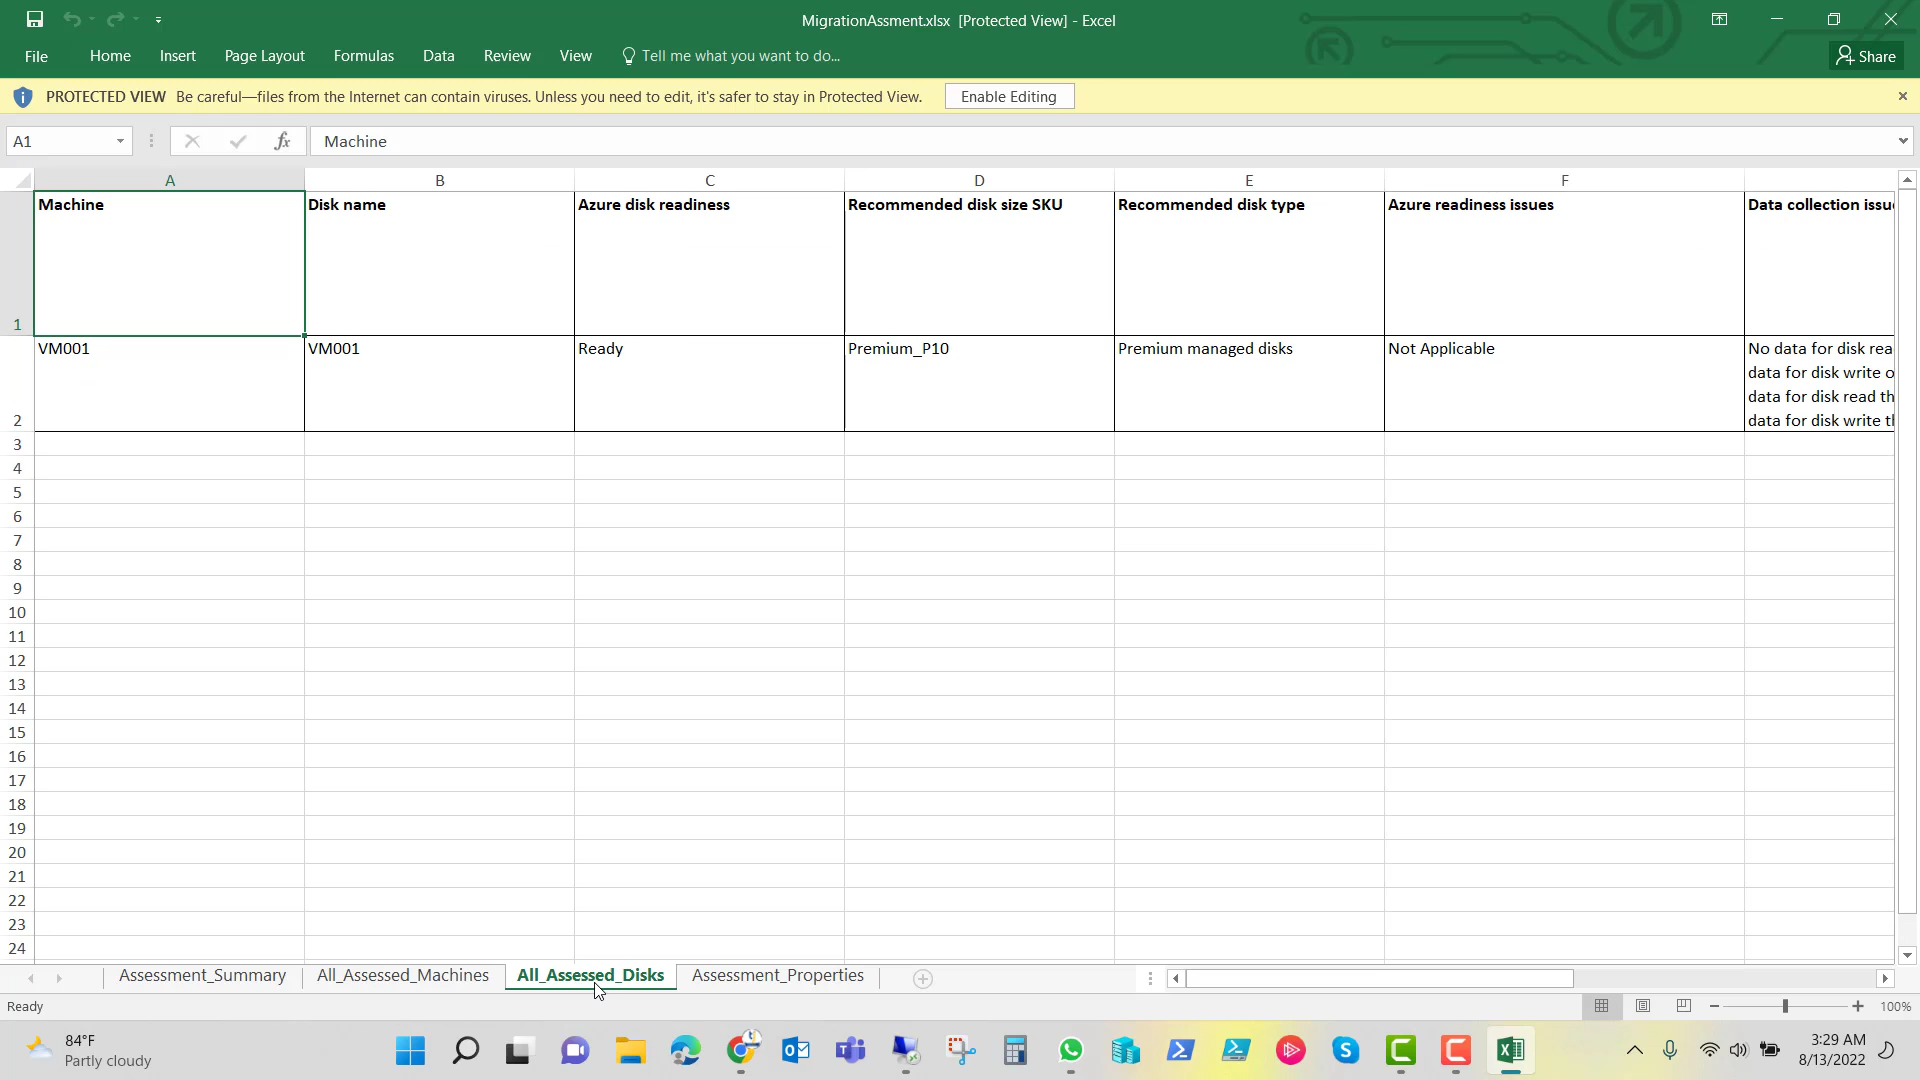 MigrationAssment.xlsx [Protected View] - Excel
File Home Insert Page Layout Formulas Data Review View Tell me what you want to do... Share
PROTECTED VIEW Be careful—files from the Internet can contain viruses. Unless you need to edit, it's safer to stay in Protected View. Enable Editing
A1 fx Machine
A B C D E F
Machine Disk name Azure disk readiness Recommended disk size SKU Recommended disk type Azure readiness issues Data collection issu
1
VM001 VM001 Ready Premium_P10 Premium managed disks Not Applicable No data for disk rea
data for disk write o
data for disk read th
2 data for disk write th
3
4
5
6
7
8
9
10
11
12
13
14
15
16
17
18
19
20
21
22
23
24
Assessment_Summary All_Assessed_Machines All_Assessed_Disks Assessment_Properties
Ready 100%
84°F
Partly cloudy
3:29 AM
8/13/2022